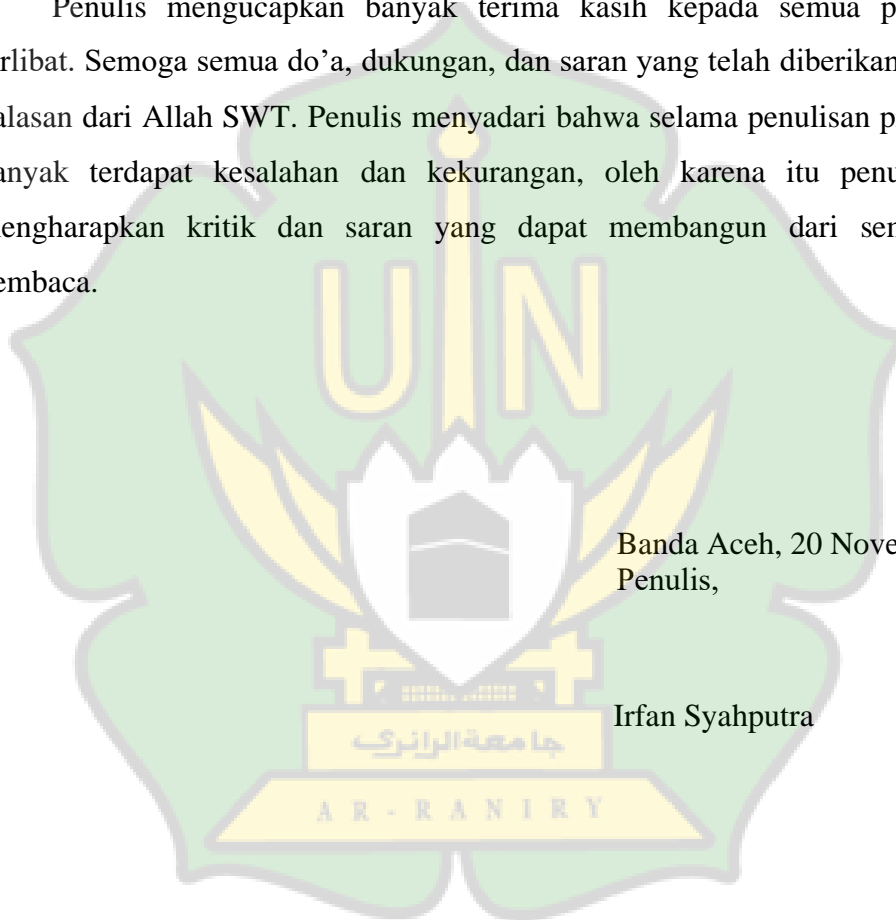 Penulis mengucapkan banyak terima kasih kepada semua p
rlibat. Semoga semua do’a, dukungan, dan saran yang telah diberikan
alasan dari Allah SWT. Penulis menyadari bahwa selama penulisan p
anyak terdapat kesalahan dan kekurangan, oleh karena itu penu
engharapkan kritik dan saran yang dapat membangun dari sem
embaca.
UIN
Banda Aceh, 20 Nove
Penulis,
Irfan Syahputra
جامعة الرانري
AR-RANIRY